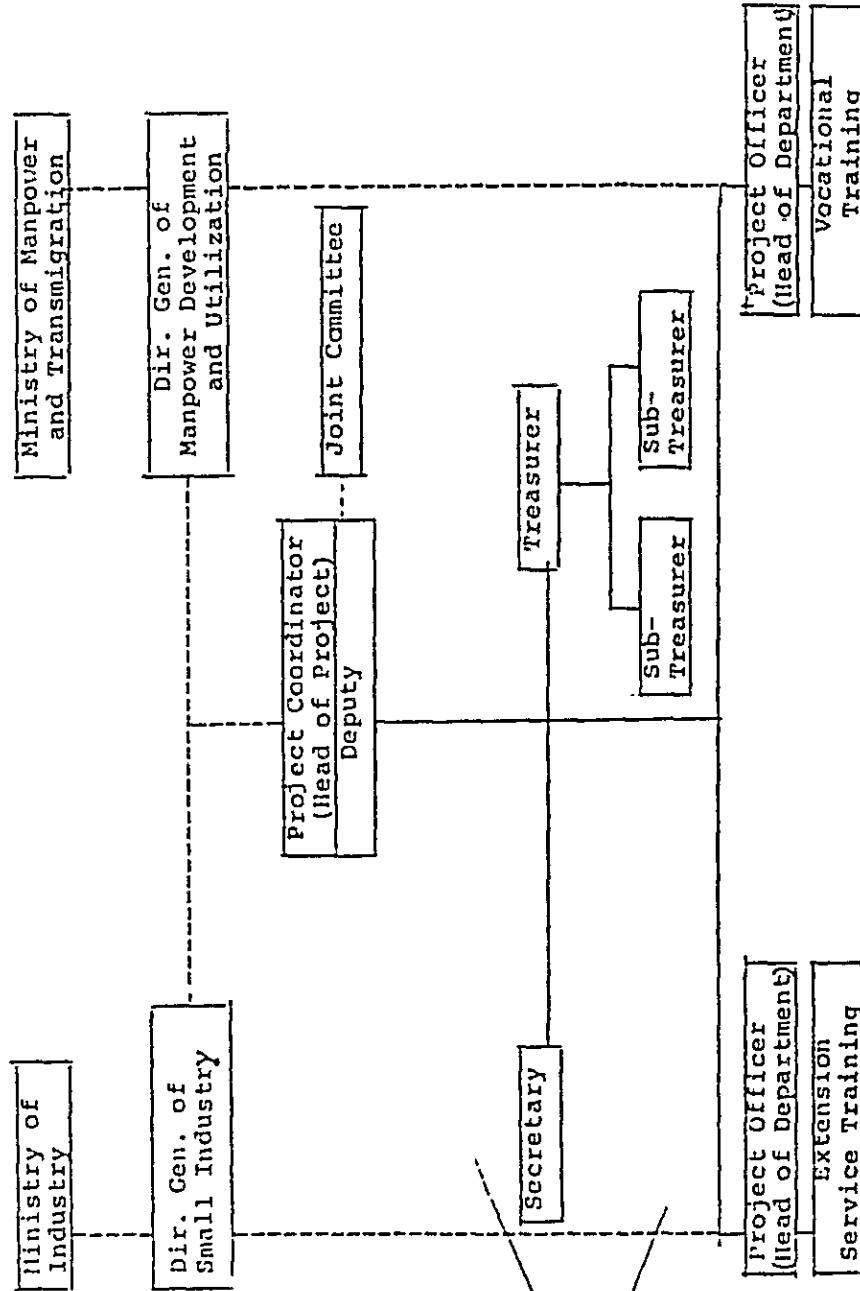 Ministry of
Industry
Ministry of Manpower
and Transmigration
Dir. Gen. of
Small Industry
Dir. Gen. of
Manpower Development
and Utilization
Project Coordinator
(Head of Project)
Deputy
Joint Committee
Secretary
Treasurer
Sub-
Treasurer
Sub-
Treasurer
Project Officer
(Head of Department)
Extension
Service Training
Project Officer
(Head of Department)
Vocational
Training